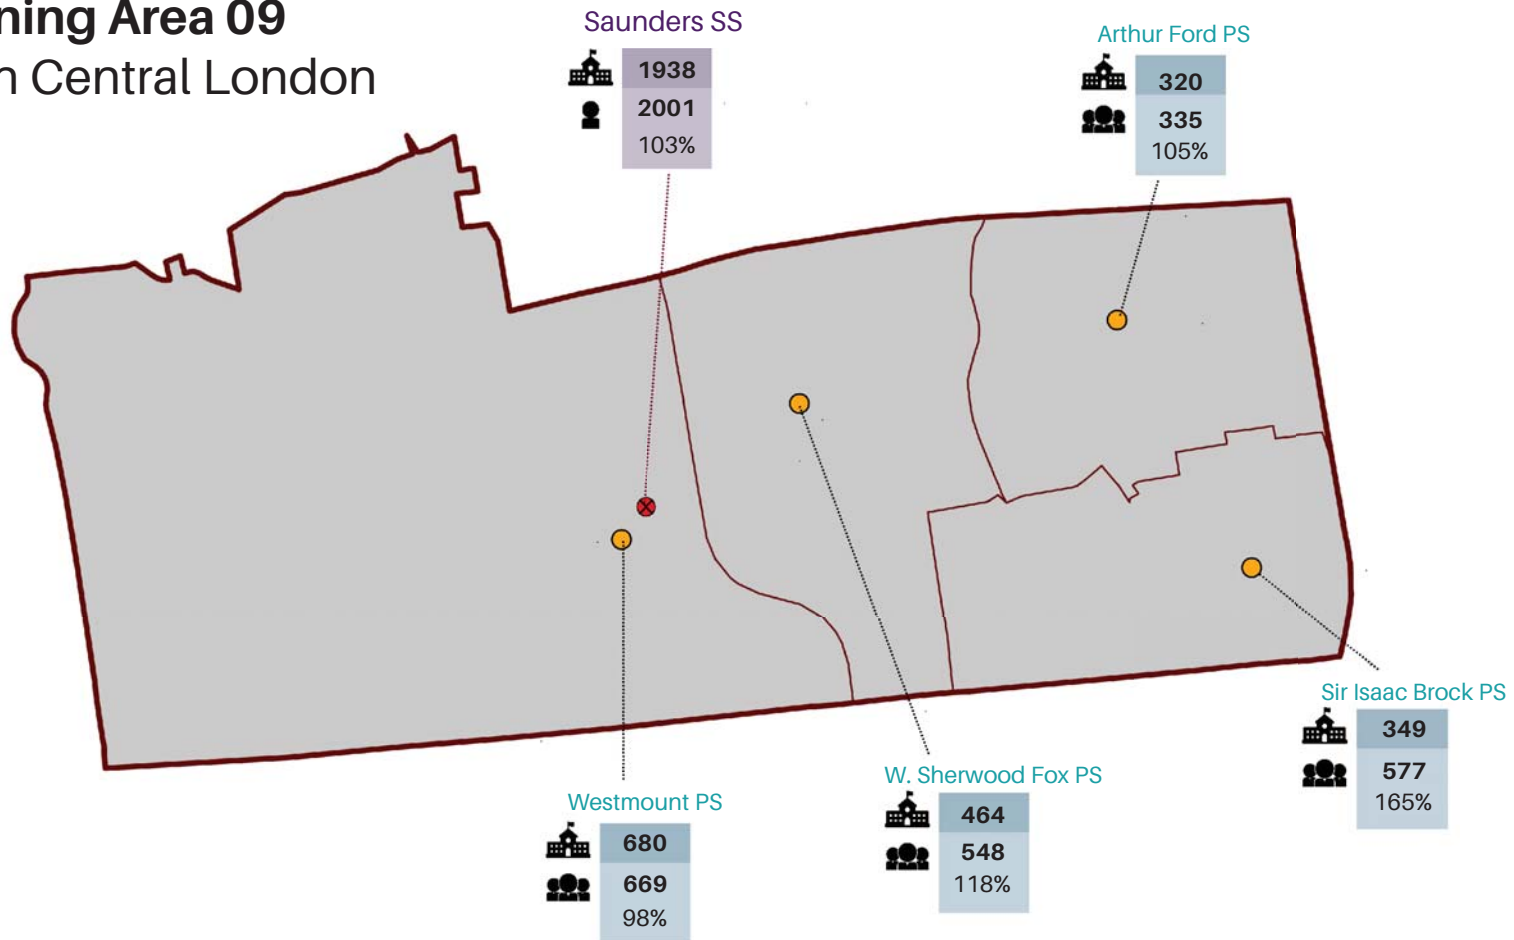 ning Area 09
Central London
Saunders SS
1938
2001
103%
Arthur Ford PS
320
335
105%
Sir Isaac Brock PS
349
577
165%
W. Sherwood Fox PS
464
548
118%
Westmount PS
680
669
98%